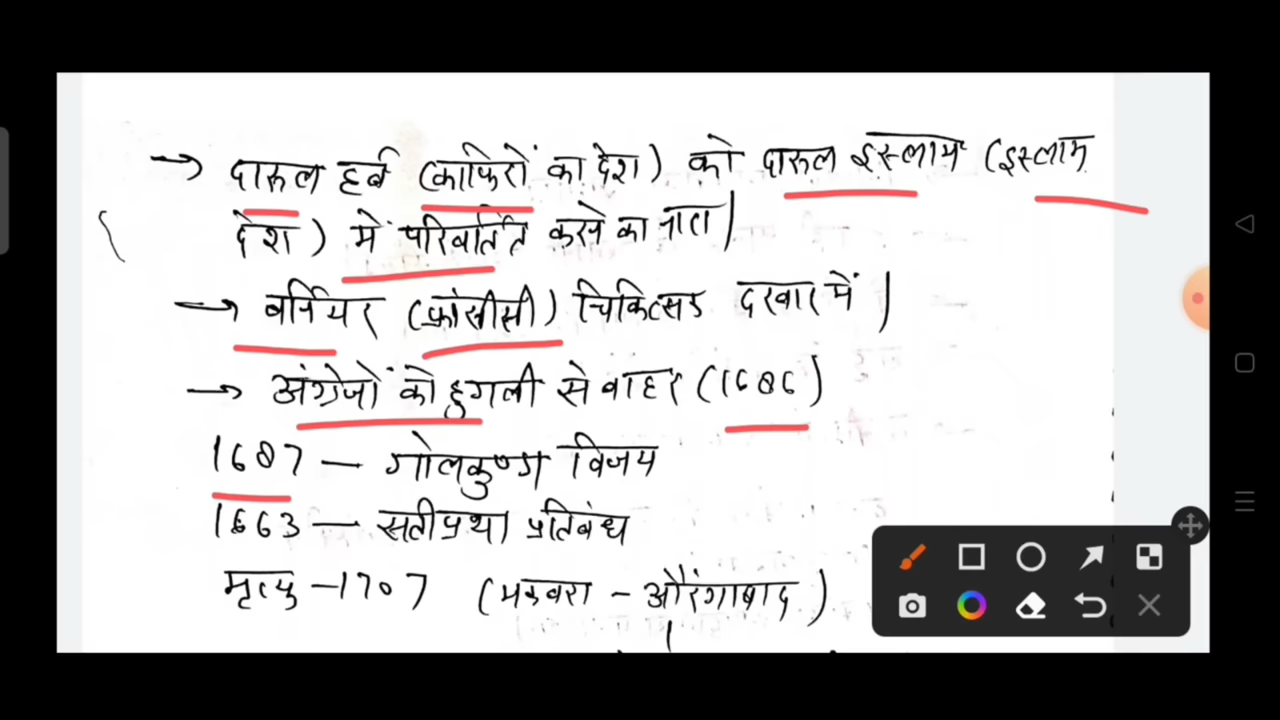 → दारुल हर्ब (काफिरों का देश) को दारुल इस्लाम (इस्लाम
देश) में परिवर्तित करने का नारा|
→ बर्नियर (फ्रांसीसी) चिकित्सक दरबार में|
→ अंग्रेजों को हुगली से बाहर (1686)
1687 — गोलकुण्डा विजय
1663 — सतीप्रथा प्रतिबंध
मृत्यु - 1707 (मकबरा - औरंगाबाद)